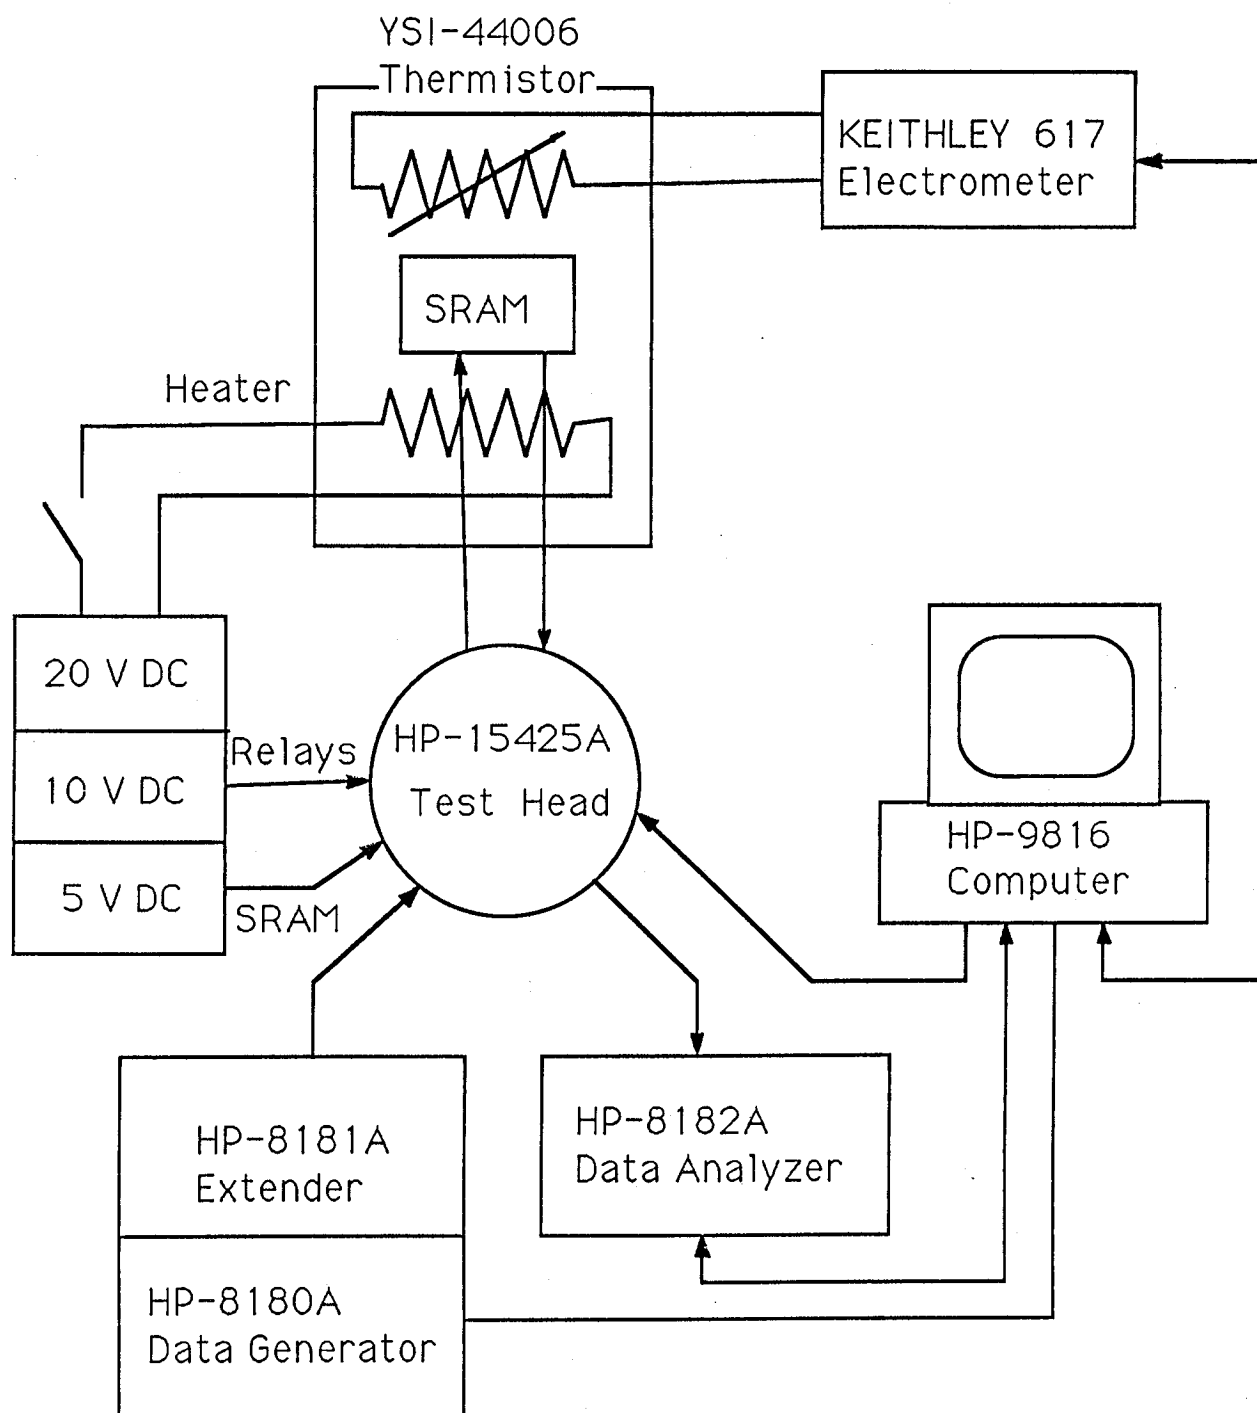 YSI-44006
Thermistor
KEITHLEY 617
Electrometer
SRAM
Heater
20 V DC
10 V DC
5 V DC
Relays
SRAM
HP-15425A
Test Head
HP-9816
Computer
HP-8181A
Extender
HP-8182A
Data Analyzer
HP-8180A
Data Generator